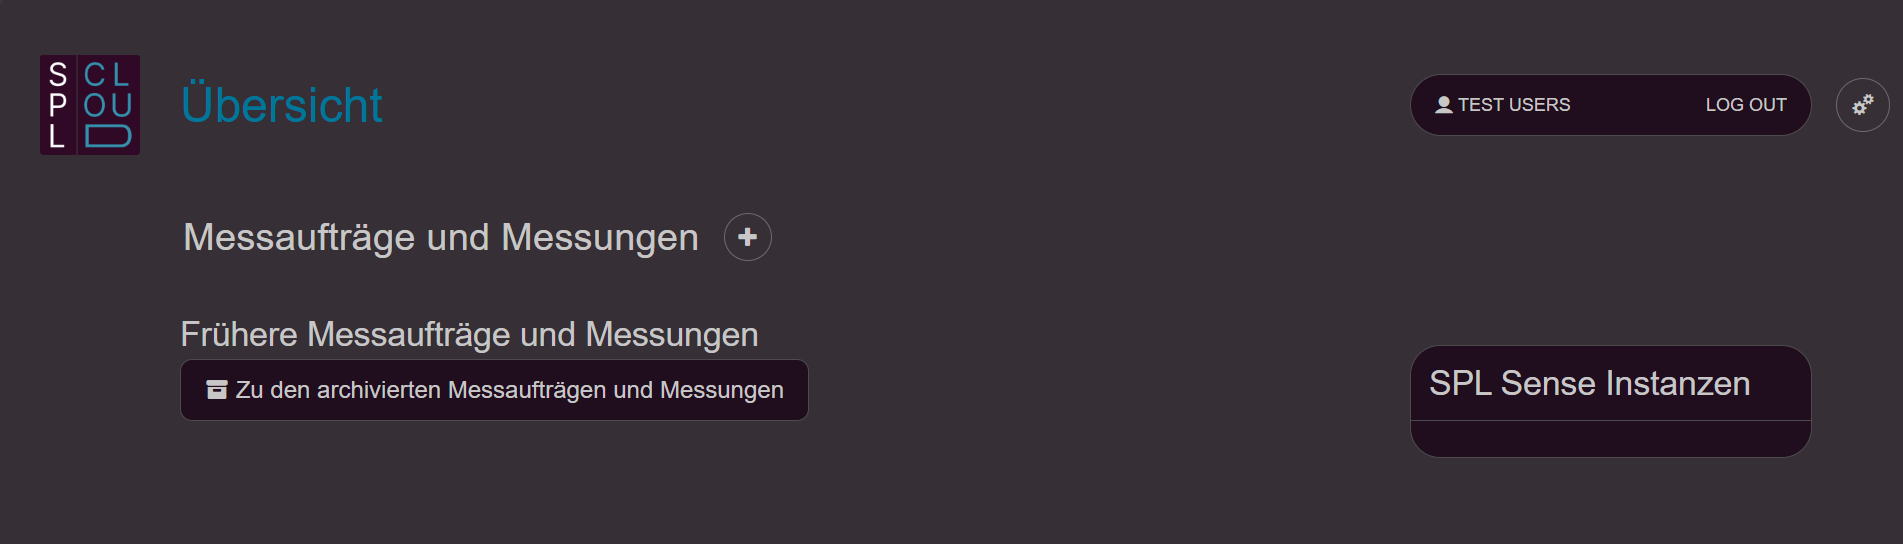 S CL
P OU
L D
Übersicht
TEST USERS LOG OUT
Messaufträge und Messungen
Frühere Messaufträge und Messungen
Zu den archivierten Messaufträgen und Messungen
SPL Sense Instanzen